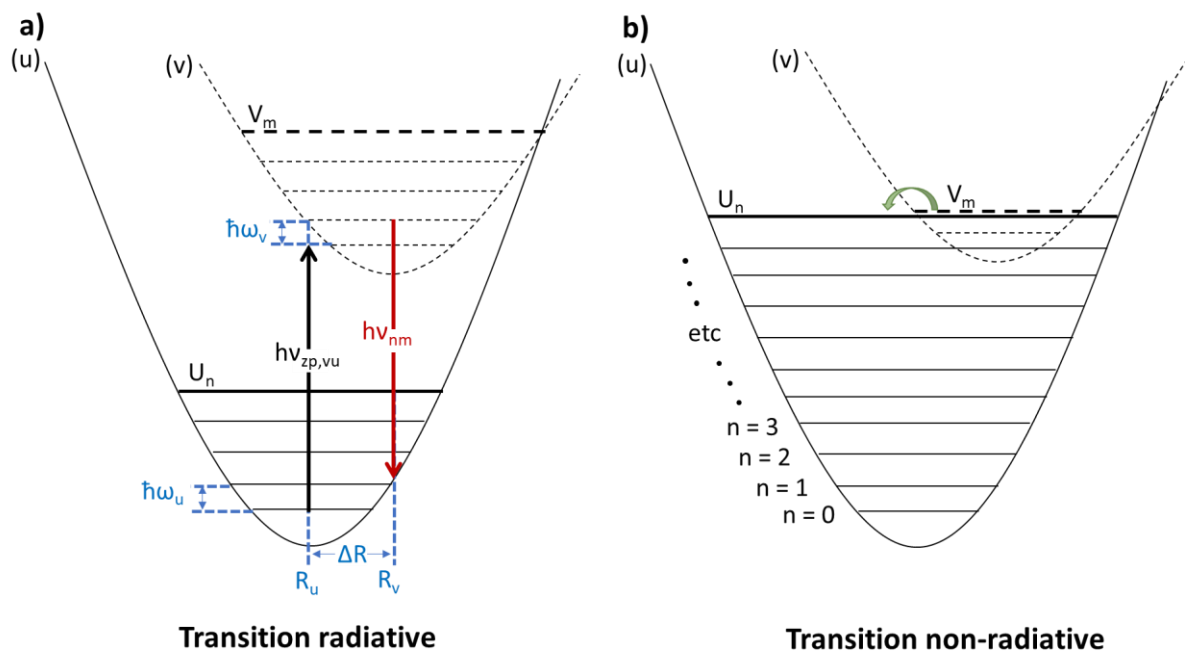 a)
(u)
(v)
Vₘ
ħωᵥ
hνₙₘ
hν_zp,vu
Uₙ
ħωᵤ
ΔR
Rᵤ
Rᵥ
Transition radiative
b)
(u)
(v)
Uₙ
Vₘ
etc
n = 3
n = 2
n = 1
n = 0
Transition non-radiative